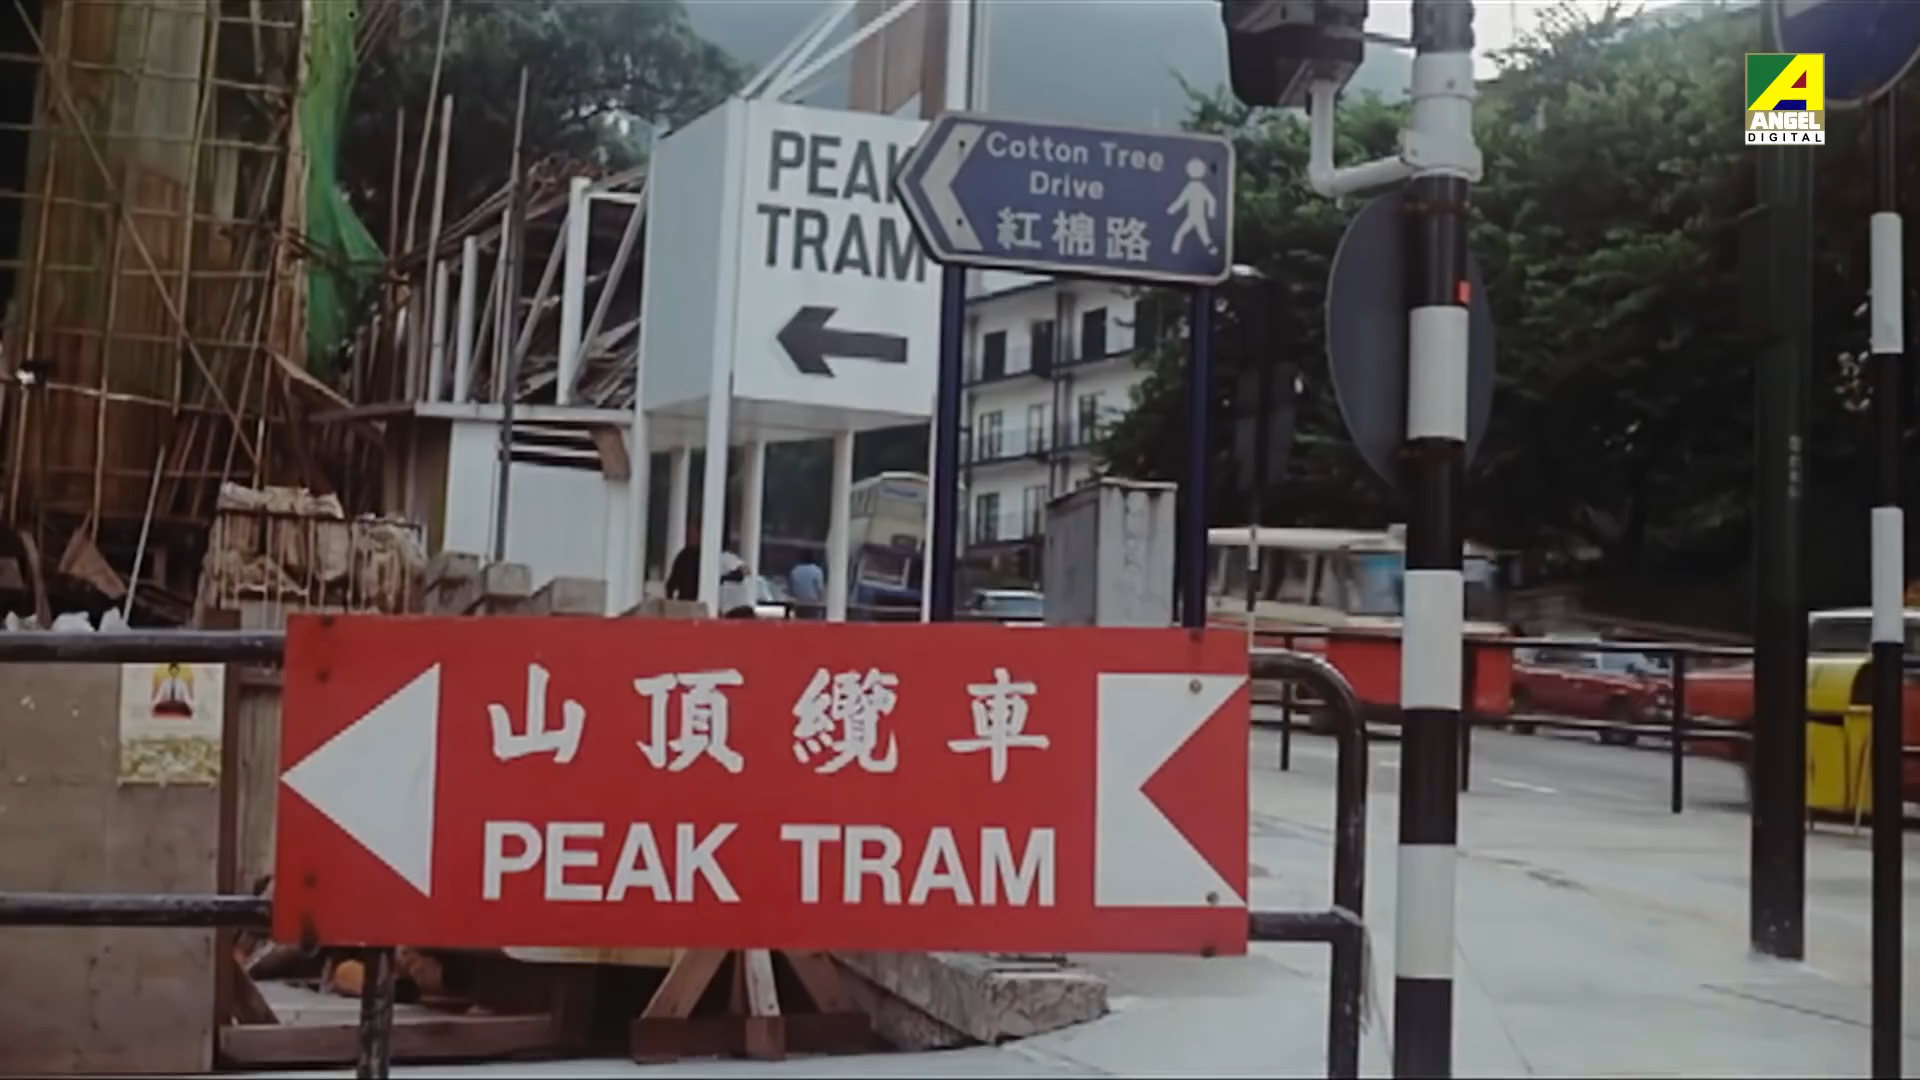 ANGEL
DIGITAL
PEAK
TRAM
Cotton Tree
Drive
紅棉路
山頂纜車
PEAK TRAM